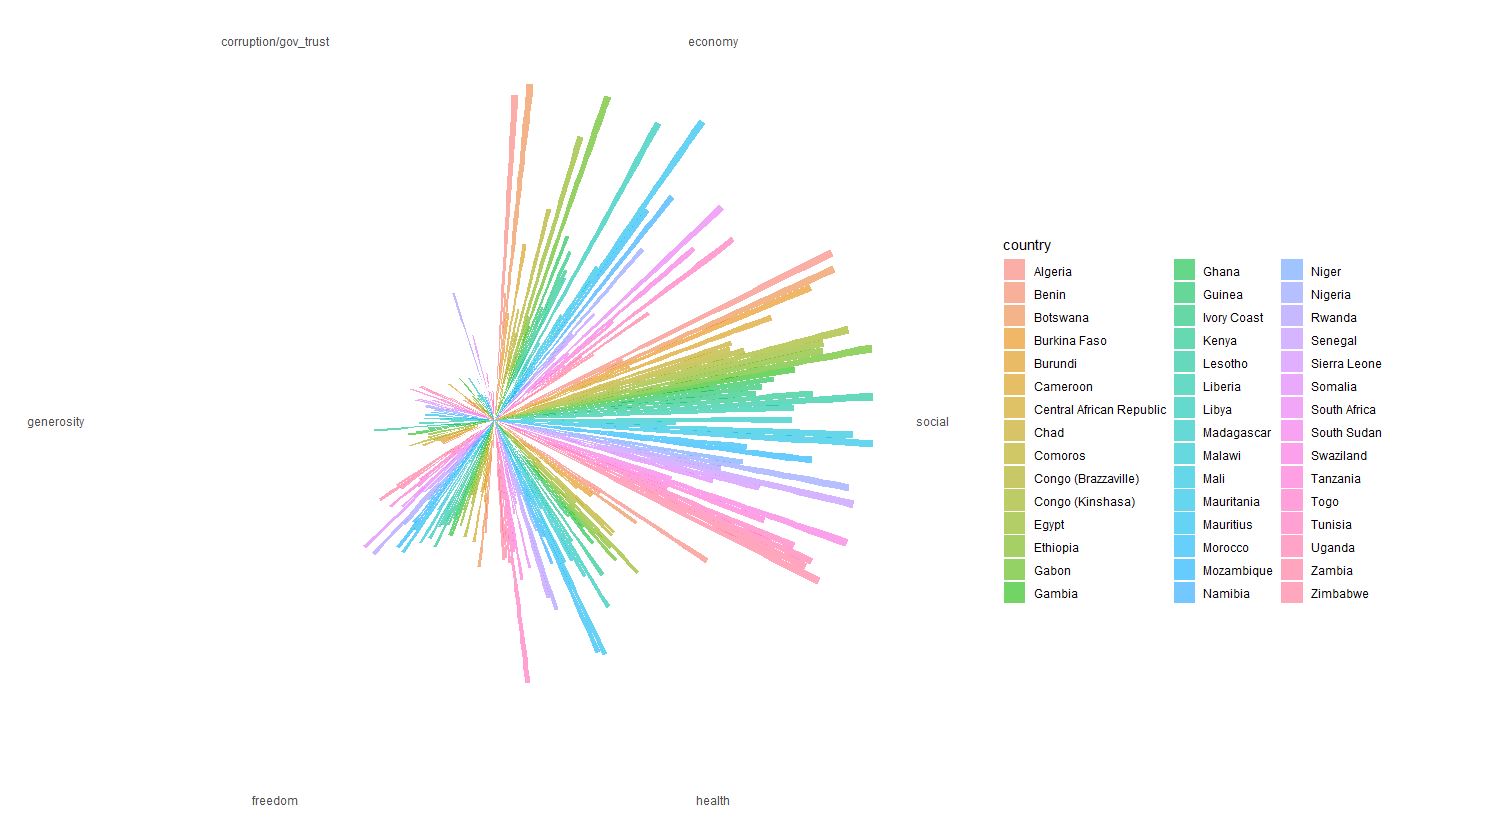 corruption/gov_trust
economy
generosity
social
freedom
health
country
Algeria
Benin
Botswana
Burkina Faso
Burundi
Cameroon
Central African Republic
Chad
Comoros
Congo (Brazzaville)
Congo (Kinshasa)
Egypt
Ethiopia
Gabon
Gambia
Ghana
Guinea
Ivory Coast
Kenya
Lesotho
Liberia
Libya
Madagascar
Malawi
Mali
Mauritania
Mauritius
Morocco
Mozambique
Namibia
Niger
Nigeria
Rwanda
Senegal
Sierra Leone
Somalia
South Africa
South Sudan
Swaziland
Tanzania
Togo
Tunisia
Uganda
Zambia
Zimbabwe